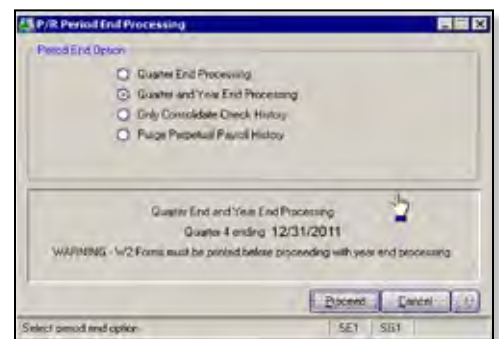 P/R Period End Processing
Period End Option
Quarter End Processing
Quarter and Year End Processing
Only Consolidate Check History
Purge Perpetual Payroll History
Quarter End and Year End Processing
Quarter 4 ending 12/31/2011
WARNING - W2 Forms must be printed before proceeding with year end processing
Proceed Cancel
Select period end option